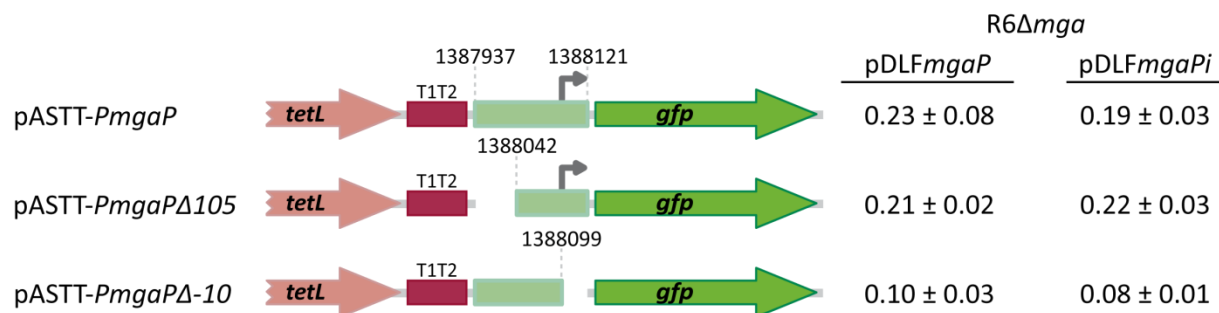 R6Δmga
pDLFmgaP pDLFmgaPi
1387937 1388121
pASTT-PmgaP tetL T1T2 gfp 0.23 ± 0.08 0.19 ± 0.03
1388042
pASTT-PmgaPΔ105 tetL T1T2 gfp 0.21 ± 0.02 0.22 ± 0.03
1388099
pASTT-PmgaPΔ-10 tetL T1T2 gfp 0.10 ± 0.03 0.08 ± 0.01